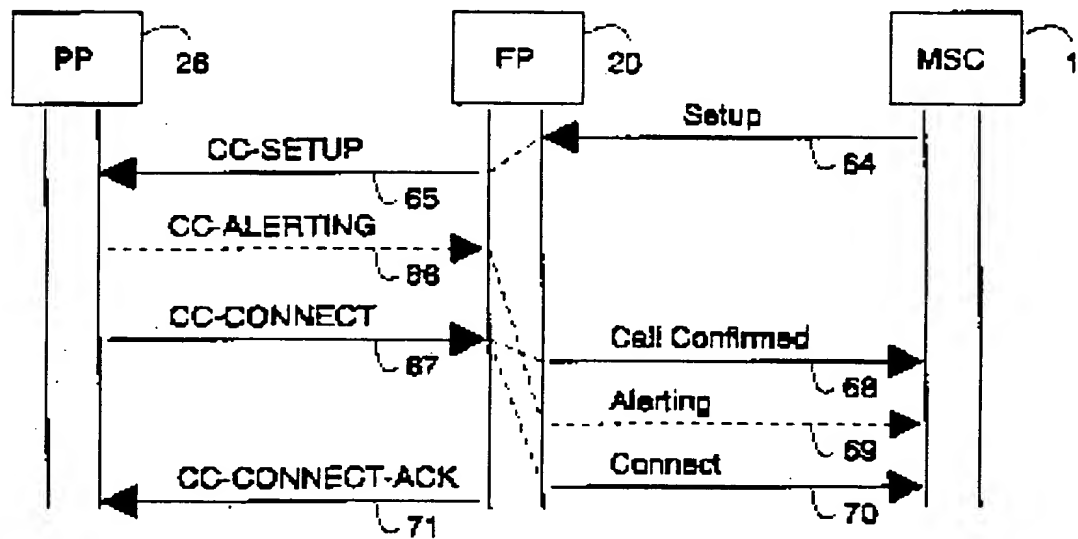 PP 26 FP 20 MSC 1
Setup
64
CC-SETUP
65
CC-ALERTING
66
CC-CONNECT
67
Call Confirmed
68
Alerting
69
Connect
70
CC-CONNECT-ACK
71